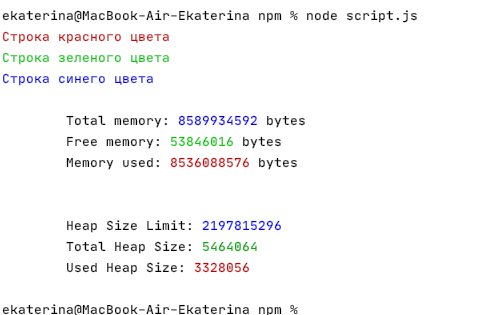 ekaterina@MacBook-Air-Ekaterina npm % node script.js
Строка красного цвета
Строка зеленого цвета
Строка синего цвета
Total memory: 8589934592 bytes
Free memory: 53846016 bytes
Memory used: 8536088576 bytes
Heap Size Limit: 2197815296
Total Heap Size: 5464064
Used Heap Size: 3328056
ekaterina@MacBook-Air-Ekaterina npm %